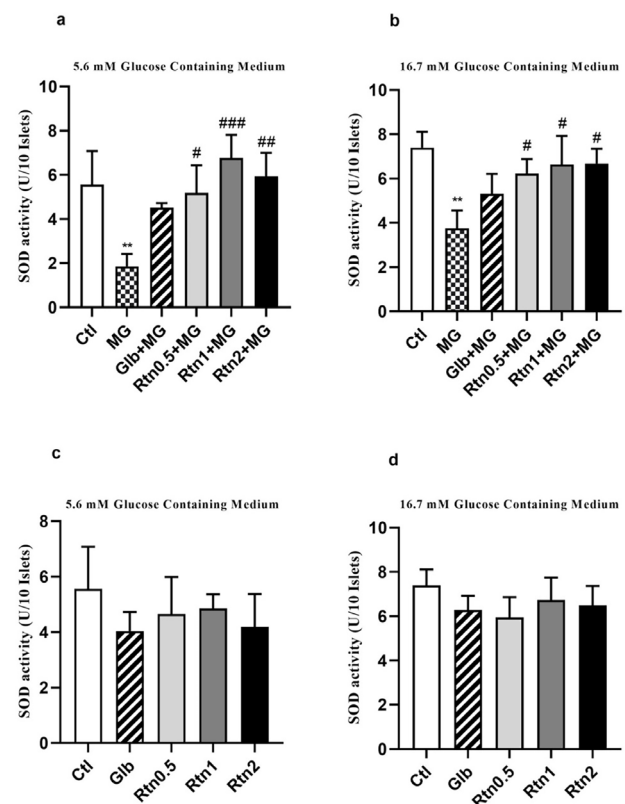 a
5.6 mM Glucose Containing Medium
SOD activity (U/10 Islets)
10
8
6
4
2
0
**
#
###
##
Ctl
MG
Glb+MG
Rtn0.5+MG
Rtn1+MG
Rtn2+MG
b
16.7 mM Glucose Containing Medium
SOD activity (U/10 Islets)
10
8
6
4
2
0
**
#
#
#
Ctl
MG
Glb+MG
Rtn0.5+MG
Rtn1+MG
Rtn2+MG
c
5.6 mM Glucose Containing Medium
SOD activity (U/10 Islets)
8
6
4
2
0
Ctl
Glb
Rtn0.5
Rtn1
Rtn2
d
16.7 mM Glucose Containing Medium
SOD activity (U/10 Islets)
10
8
6
4
2
0
Ctl
Glb
Rtn0.5
Rtn1
Rtn2